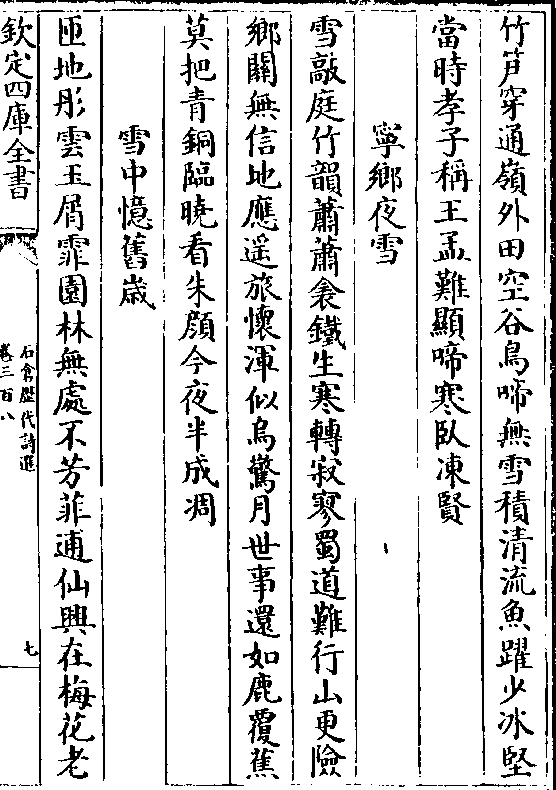 竹笋穿通嶺外田空谷鳥啼無雪積清流魚躍少冰堅
當時孝子稱王孟難顯啼寒臥凍賢
寧鄉夜雪
雪敲庭竹韻蕭蕭衾鐵生寒轉寂寥蜀道難行山更險
鄉關無信地應遥旅懷渾似烏驚月世事還如鹿覆蕉
莫把青銅臨曉看朱顔今夜半成凋
雪中憶舊歲
匝地彤雲玉屑霏園林無處不芳菲逋仙興在梅花老
欽定四庫全書
石倉歷代詩選
卷三百八
七